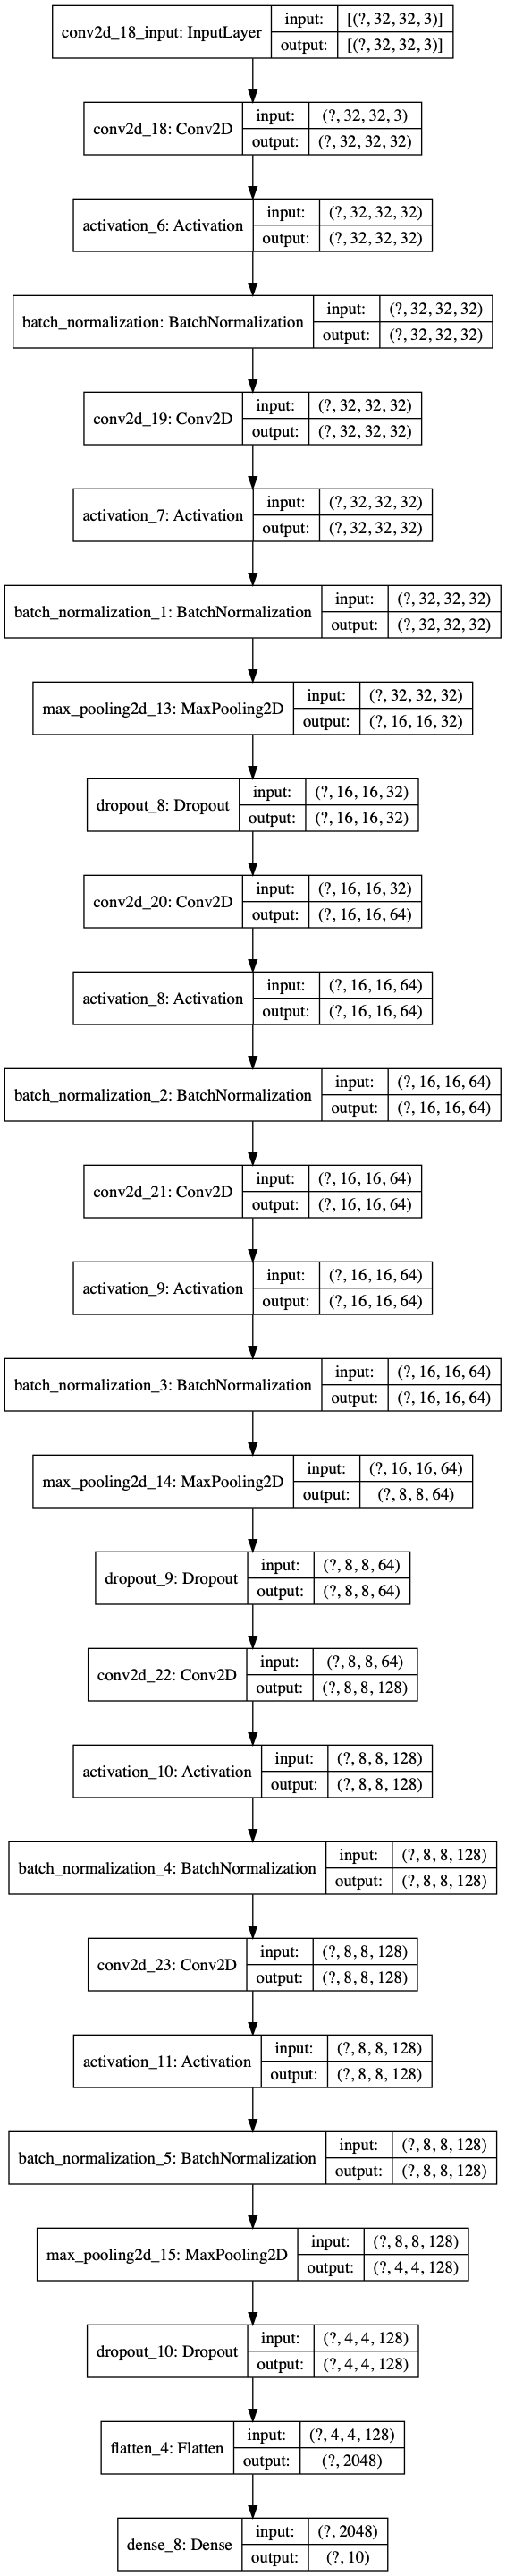 conv2d_18_input: InputLayer
input: [(?, 32, 32, 3)]
output: [(?, 32, 32, 3)]
conv2d_18: Conv2D
input: (?, 32, 32, 3)
output: (?, 32, 32, 32)
activation_6: Activation
input: (?, 32, 32, 32)
output: (?, 32, 32, 32)
batch_normalization: BatchNormalization
input: (?, 32, 32, 32)
output: (?, 32, 32, 32)
conv2d_19: Conv2D
input: (?, 32, 32, 32)
output: (?, 32, 32, 32)
activation_7: Activation
input: (?, 32, 32, 32)
output: (?, 32, 32, 32)
batch_normalization_1: BatchNormalization
input: (?, 32, 32, 32)
output: (?, 32, 32, 32)
max_pooling2d_13: MaxPooling2D
input: (?, 32, 32, 32)
output: (?, 16, 16, 32)
dropout_8: Dropout
input: (?, 16, 16, 32)
output: (?, 16, 16, 32)
conv2d_20: Conv2D
input: (?, 16, 16, 32)
output: (?, 16, 16, 64)
activation_8: Activation
input: (?, 16, 16, 64)
output: (?, 16, 16, 64)
batch_normalization_2: BatchNormalization
input: (?, 16, 16, 64)
output: (?, 16, 16, 64)
conv2d_21: Conv2D
input: (?, 16, 16, 64)
output: (?, 16, 16, 64)
activation_9: Activation
input: (?, 16, 16, 64)
output: (?, 16, 16, 64)
batch_normalization_3: BatchNormalization
input: (?, 16, 16, 64)
output: (?, 16, 16, 64)
max_pooling2d_14: MaxPooling2D
input: (?, 16, 16, 64)
output: (?, 8, 8, 64)
dropout_9: Dropout
input: (?, 8, 8, 64)
output: (?, 8, 8, 64)
conv2d_22: Conv2D
input: (?, 8, 8, 64)
output: (?, 8, 8, 128)
activation_10: Activation
input: (?, 8, 8, 128)
output: (?, 8, 8, 128)
batch_normalization_4: BatchNormalization
input: (?, 8, 8, 128)
output: (?, 8, 8, 128)
conv2d_23: Conv2D
input: (?, 8, 8, 128)
output: (?, 8, 8, 128)
activation_11: Activation
input: (?, 8, 8, 128)
output: (?, 8, 8, 128)
batch_normalization_5: BatchNormalization
input: (?, 8, 8, 128)
output: (?, 8, 8, 128)
max_pooling2d_15: MaxPooling2D
input: (?, 8, 8, 128)
output: (?, 4, 4, 128)
dropout_10: Dropout
input: (?, 4, 4, 128)
output: (?, 4, 4, 128)
flatten_4: Flatten
input: (?, 4, 4, 128)
output: (?, 2048)
dense_8: Dense
input: (?, 2048)
output: (?, 10)